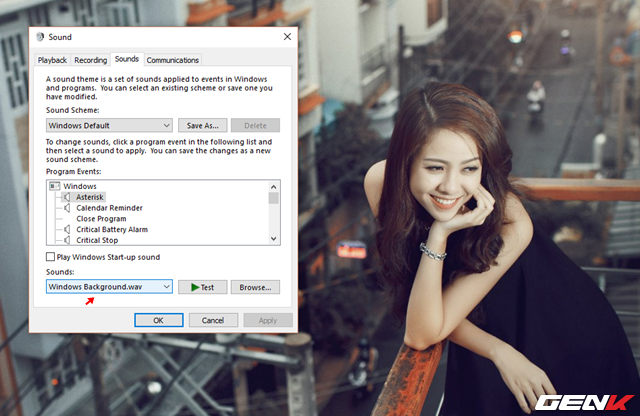 Sound
Playback Recording Sounds Communications
A sound theme is a set of sounds applied to events in Windows
and programs. You can select an existing scheme or save one you
have modified.
Sound Scheme:
Windows Default Save As... Delete
To change sounds, click a program event in the following list and
then select a sound to apply. You can save the changes as a new
sound scheme.
Program Events:
Windows
Asterisk
Calendar Reminder
Close Program
Critical Battery Alarm
Critical Stop
Play Windows Start-up sound
Sounds:
Windows Background.wav Test Browse...
OK Cancel Apply
GENK